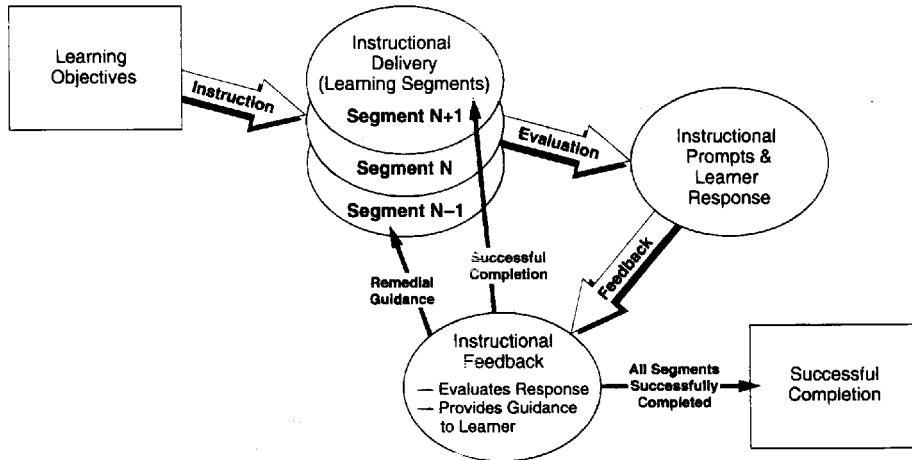 Learning
Objectives
Instruction
Instructional
Delivery
(Learning Segments)
Segment N+1
Segment N
Segment N–1
Evaluation
Instructional
Prompts &
Learner
Response
Feedback
Remedial
Guidance
Successful
Completion
Instructional
Feedback
— Evaluates Response
— Provides Guidance
to Learner
All Segments
Successfully
Completed
Successful
Completion